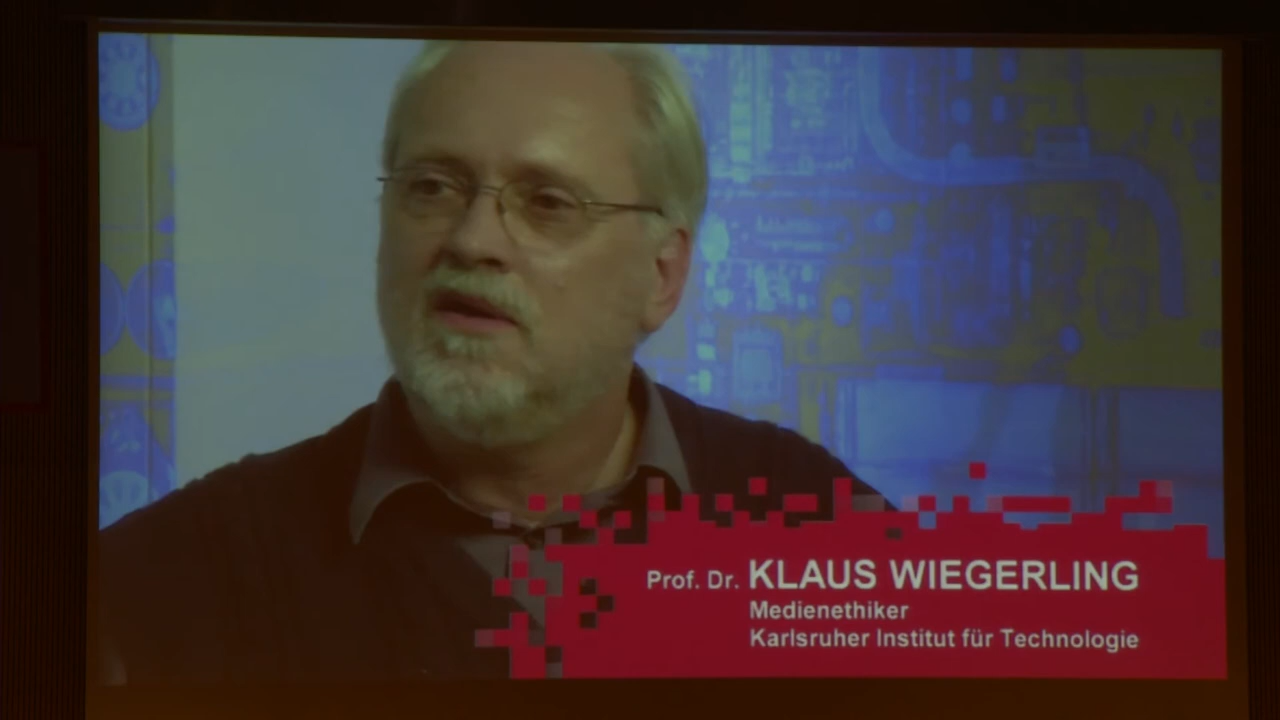 Prof. Dr. KLAUS WIEGERLING
Medienethiker
Karlsruher Institut für Technologie